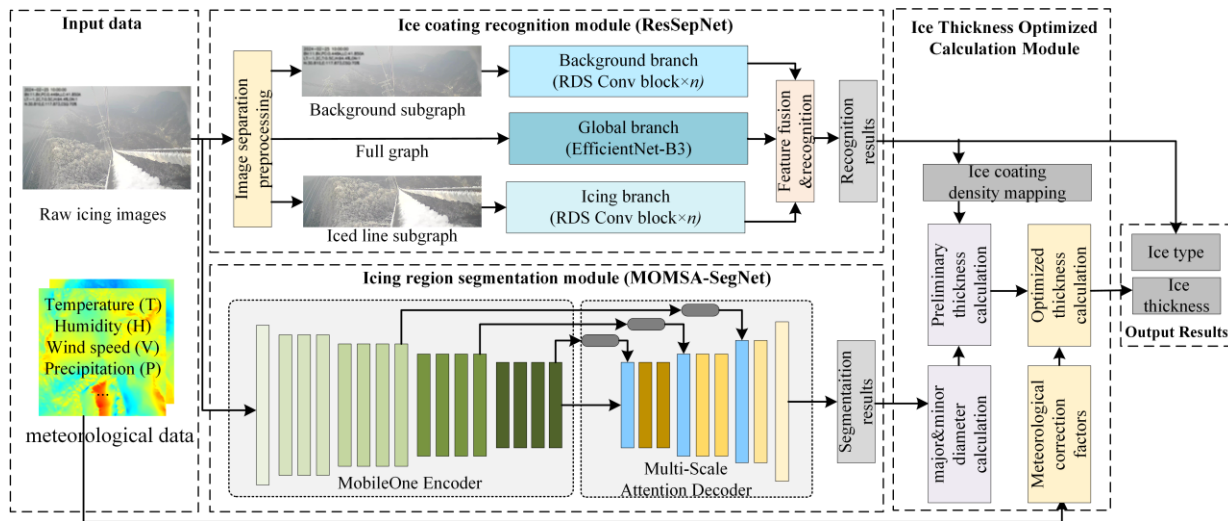 Input data
Raw icing images
Temperature (T)
Humidity (H)
Wind speed (V)
Precipitation (P)
...
meteorological data
Ice coating recognition module (ResSepNet)
Image separation
preprocessing
Background subgraph
Full graph
Iced line subgraph
Background branch
(RDS Conv block×n)
Global branch
(EfficientNet-B3)
Icing branch
(RDS Conv block×n)
Feature fusion
&recognition
Recognition
results
Icing region segmentation module (MOMSA-SegNet)
MobileOne Encoder
Multi-Scale
Attention Decoder
Segmentaition
results
Ice Thickness Optimized
Calculation Module
Ice coating
density mapping
Preliminary
thickness
calculation
Optimized
thickness
calculation
major&minor
diameter
calculation
Meteorological
correction
factors
Ice type
Ice
thickness
Output Results